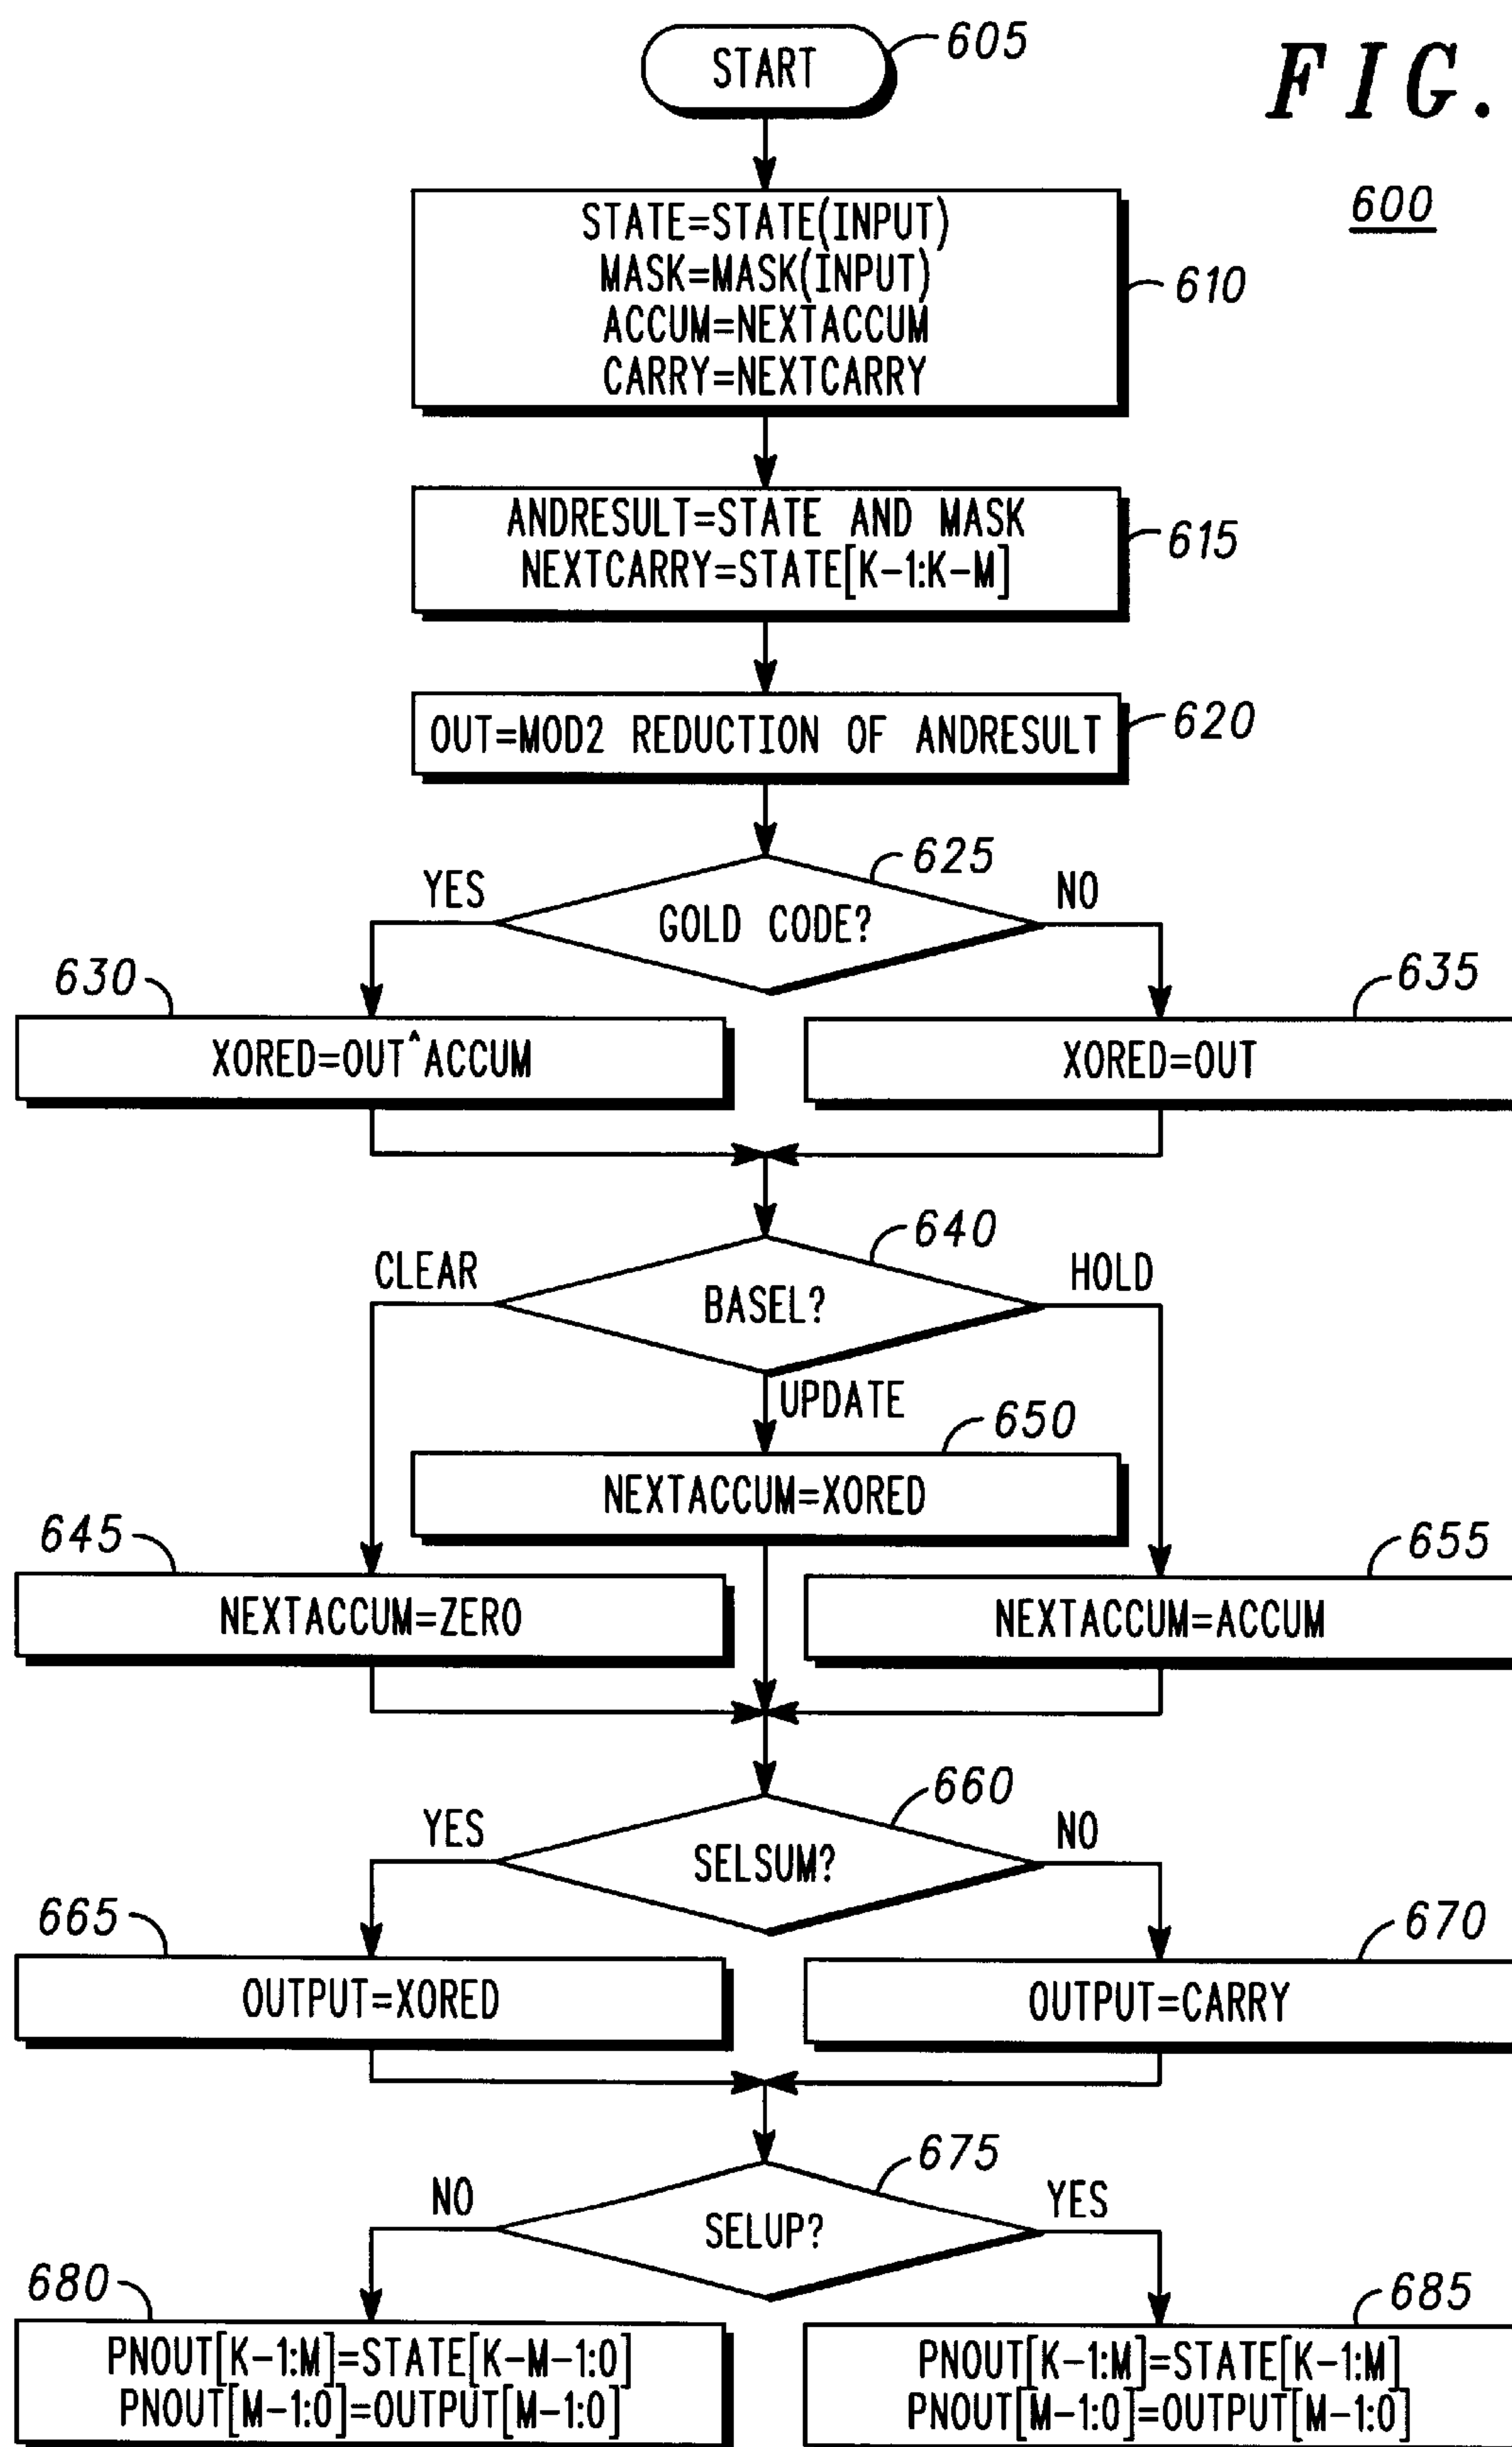 START
605
FIG.
600
STATE=STATE(INPUT)
MASK=MASK(INPUT)
ACCUM=NEXTACCUM
CARRY=NEXTCARRY
610
ANDRESULT=STATE AND MASK
NEXTCARRY=STATE[K-1:K-M]
615
OUT=MOD2 REDUCTION OF ANDRESULT
620
625
YES
GOLD CODE?
NO
630
XORED=OUT^ACCUM
635
XORED=OUT
640
CLEAR
BASEL?
HOLD
UPDATE
650
NEXTACCUM=XORED
645
NEXTACCUM=ZERO
655
NEXTACCUM=ACCUM
660
YES
SELSUM?
NO
665
OUTPUT=XORED
670
OUTPUT=CARRY
675
NO
SELUP?
YES
680
PNOUT[K-1:M]=STATE[K-M-1:0]
PNOUT[M-1:0]=OUTPUT[M-1:0]
685
PNOUT[K-1:M]=STATE[K-1:M]
PNOUT[M-1:0]=OUTPUT[M-1:0]